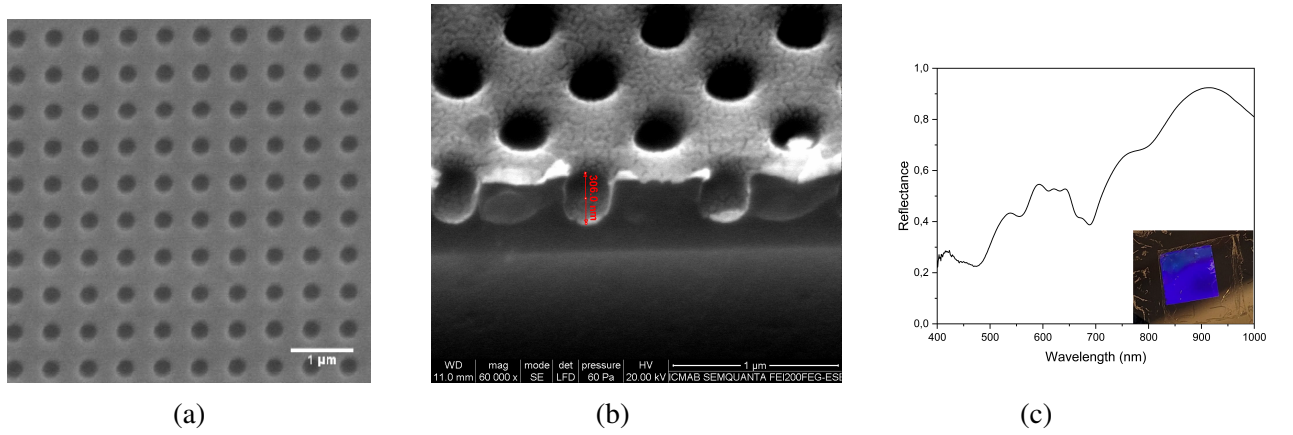 1 µm
306.3 nm
WD mag mode det pressure HV 1 µm
11.0 mm 60 000 x SE LFD 60 Pa 20.00 kV ICMAB SEMQUANTA FEI200FEG-ESE
1,0
0,8
0,6
0,4
0,2
0,0
Reflectance
400 500 600 700 800 900 1000
Wavelength (nm)
(a) (b) (c)